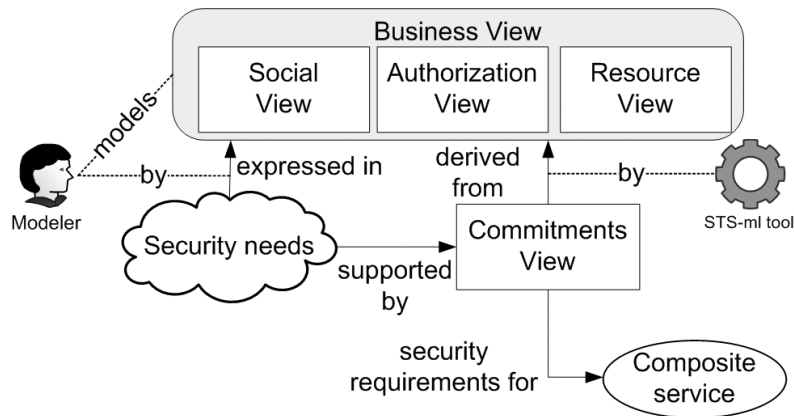 Business View
Social
View
Authorization
View
Resource
View
models
by
expressed in
derived
from
by
Modeler
STS-ml tool
Security needs
supported
by
Commitments
View
security
requirements for
Composite
service